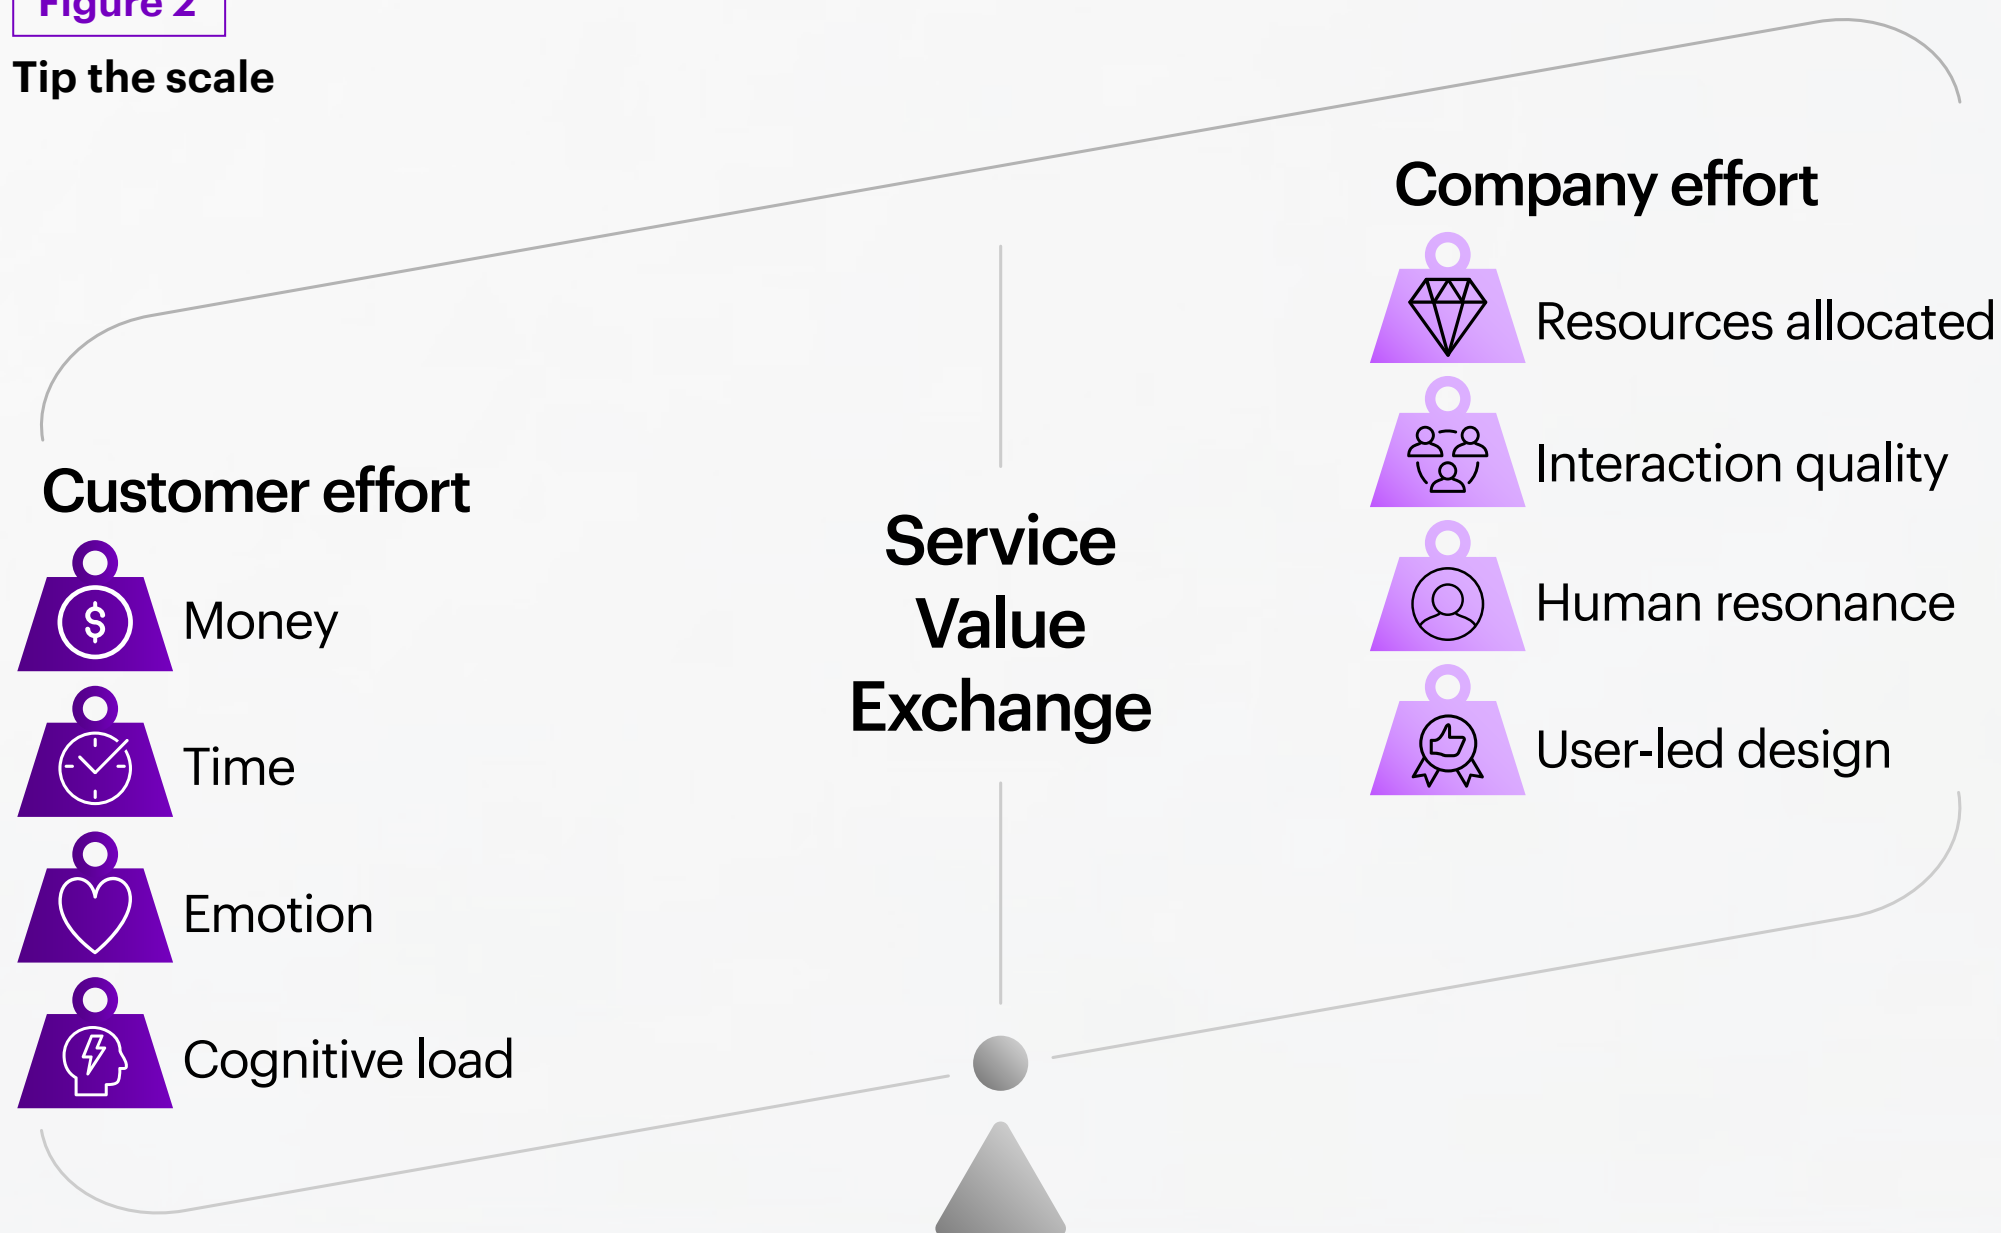 Figure 2
Tip the scale
Customer effort
Money
Time
Emotion
Cognitive load
Service
Value
Exchange
Company effort
Resources allocated
Interaction quality
Human resonance
User-led design